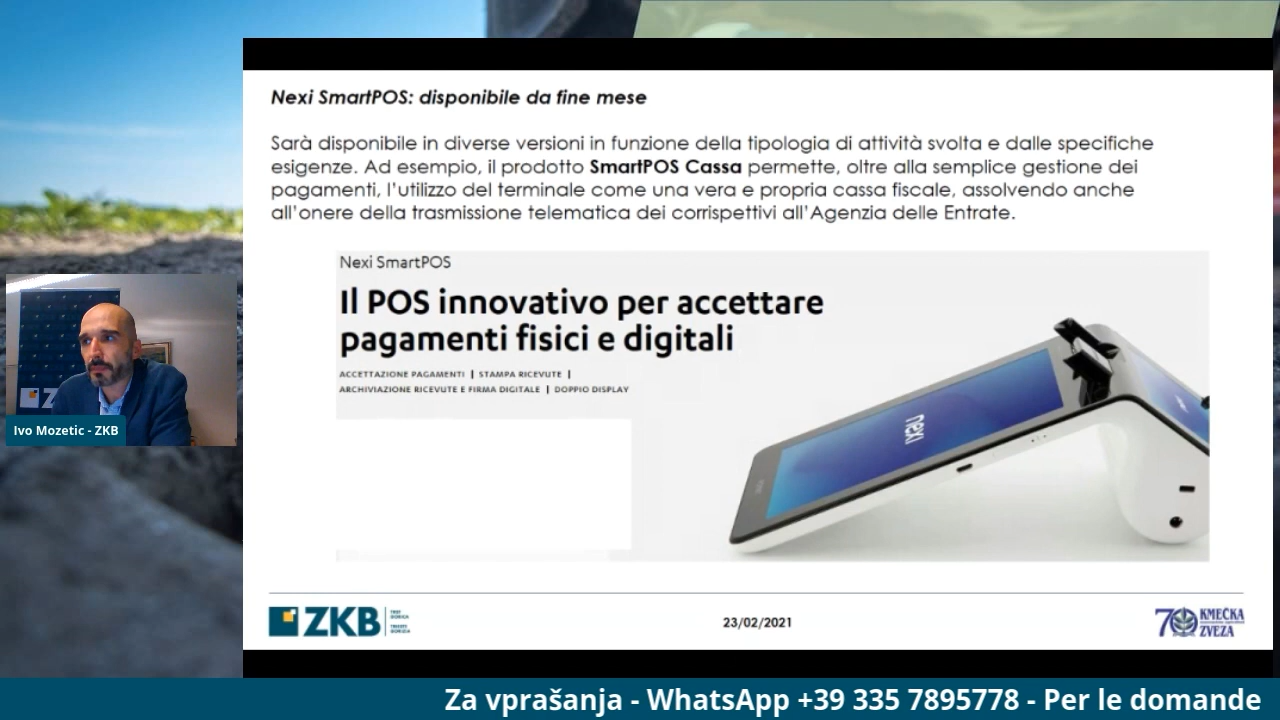 Nexi SmartPOS: disponibile da fine mese
Sarà disponibile in diverse versioni in funzione della tipologia di attività svolta e dalle specifiche
esigenze. Ad esempio, il prodotto SmartPOS Cassa permette, oltre alla semplice gestione dei
pagamenti, l'utilizzo del terminale come una vera e propria cassa fiscale, assolvendo anche
all'onere della trasmissione telematica dei corrispettivi all'Agenzia delle Entrate.
Nexi SmartPOS
Il POS innovativo per accettare
pagamenti fisici e digitali
ACCETTAZIONE PAGAMENTI | STAMPA RICEVUTE |
ARCHIVIAZIONE RICEVUTE E FIRMA DIGITALE | DOPPIO DISPLAY
nexi
Ivo Mozetic - ZKB
ZKB
TRST
GORICA
TRIESTE
GORIZIA
23/02/2021
70 KMEČKA
ZVEZA
Za vprašanja - WhatsApp +39 335 7895778 - Per le domande